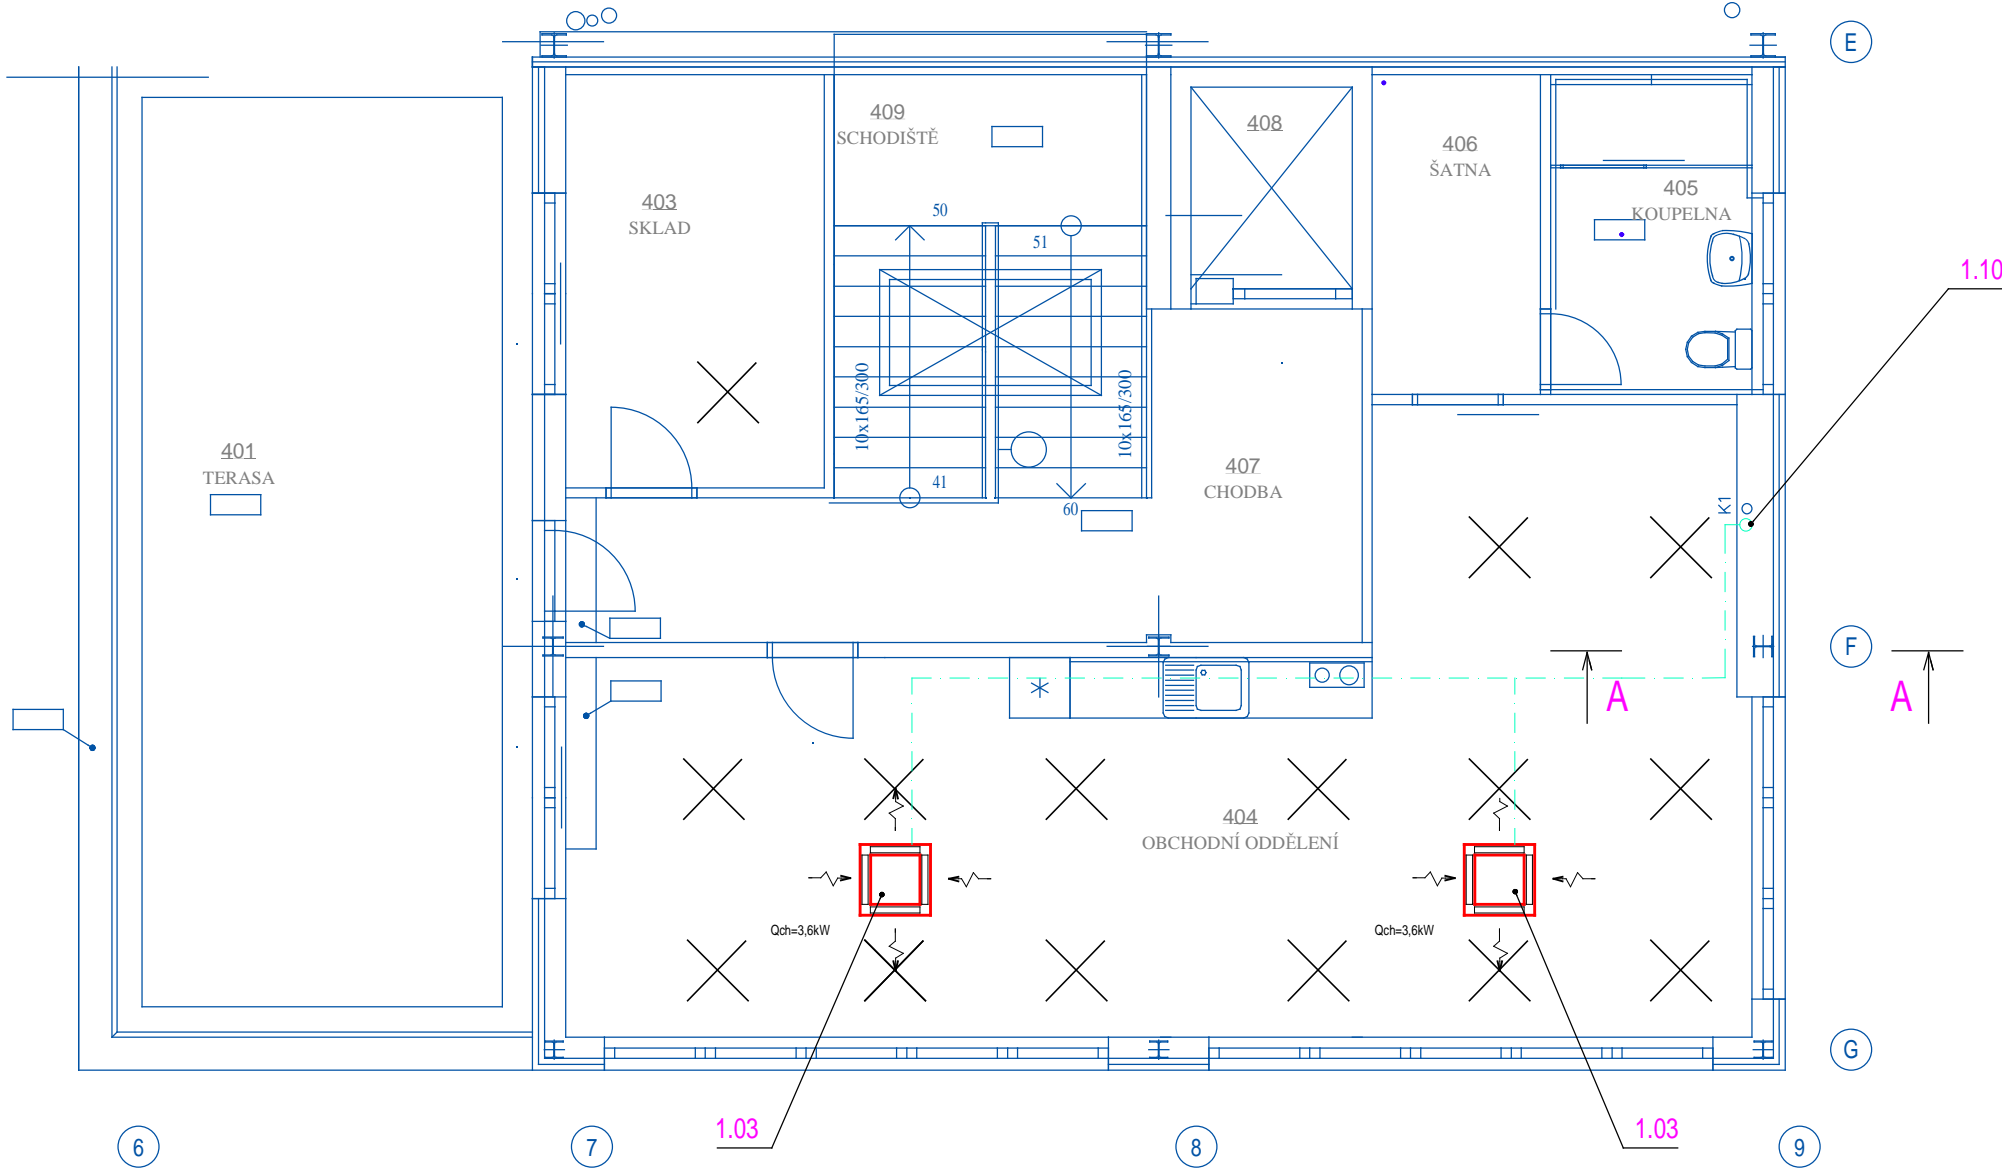 E
409
SCHODIŠTĚ
408
406
ŠATNA
405
KOUPELNA
403
SKLAD
50
51
1.10
10x165/300
10x165/300
401
TERASA
407
CHODBA
41
60
K1
F
A
A
404
OBCHODNÍ ODDĚLENÍ
Qch=3,6kW
Qch=3,6kW
G
1.03
1.03
6
7
8
9